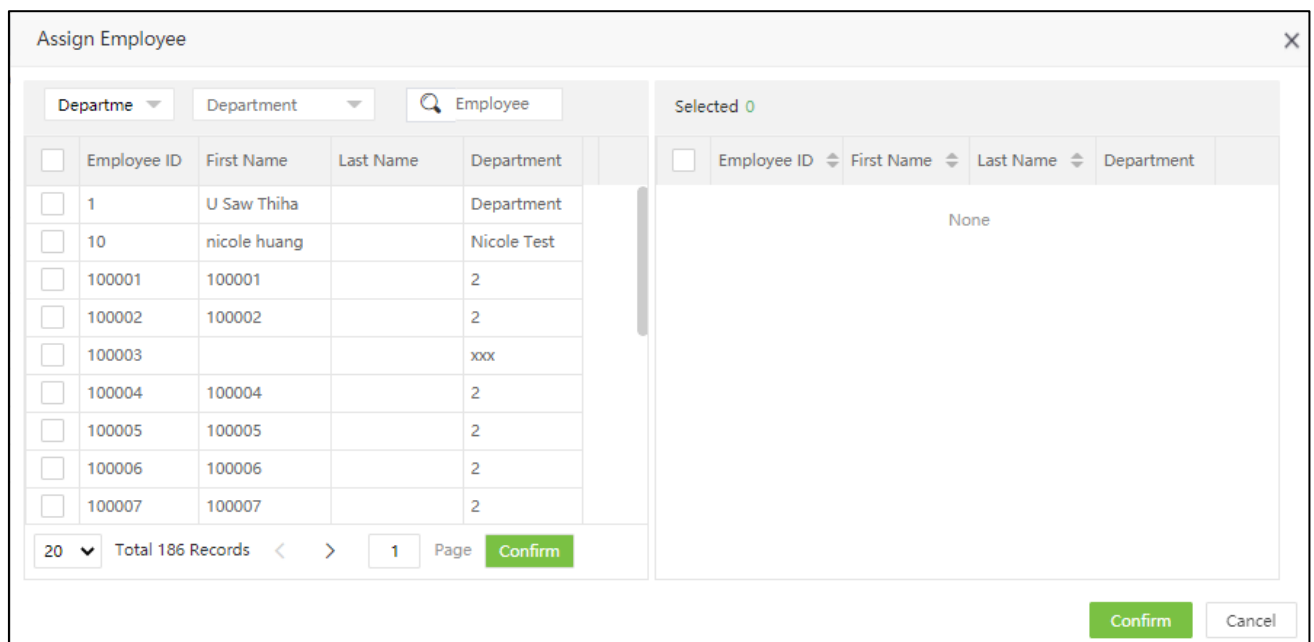 Assign Employee
Departme Department Employee Selected 0
Employee ID First Name Last Name Department Employee ID First Name Last Name Department
1 U Saw Thiha Department
None
10 nicole huang Nicole Test
100001 100001 2
100002 100002 2
100003 xxx
100004 100004 2
100005 100005 2
100006 100006 2
100007 100007 2
20 Total 186 Records < > 1 Page Confirm
Confirm Cancel